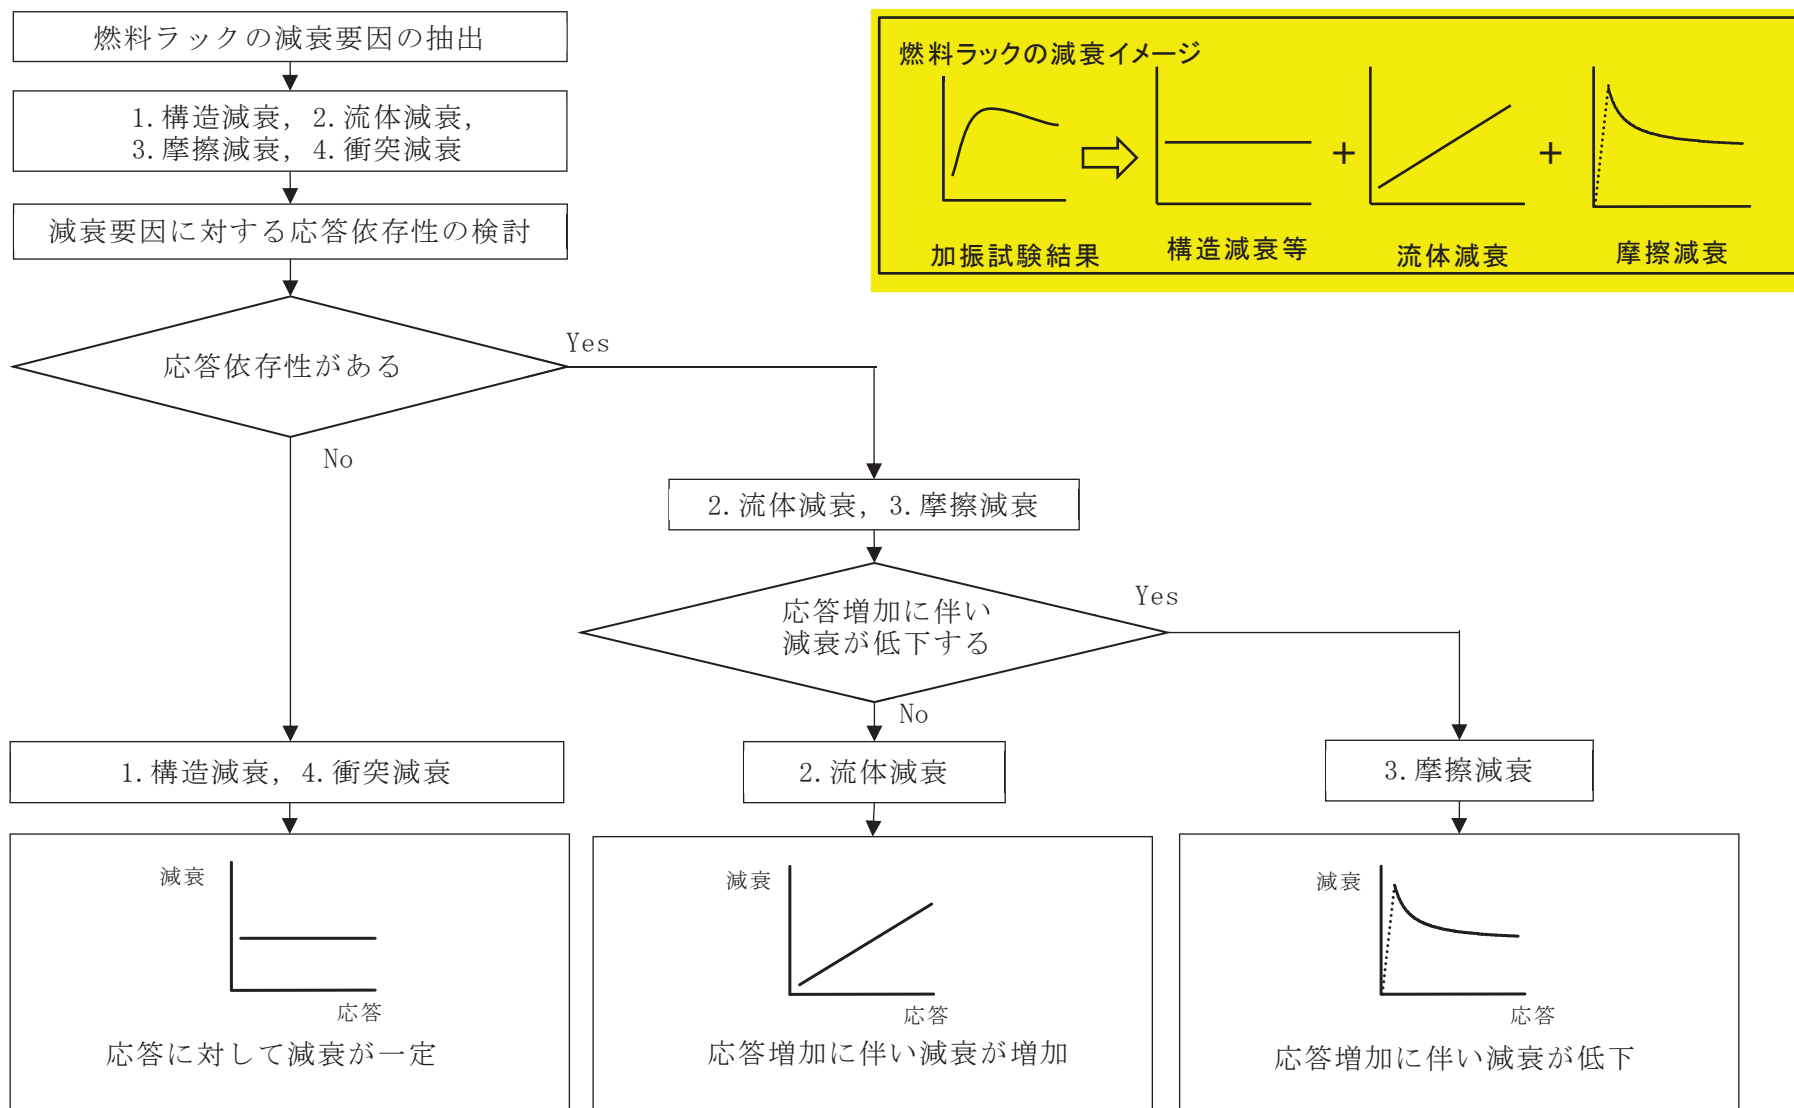 燃料ラックの減衰要因の抽出
1.構造減衰，2.流体減衰，
3.摩擦減衰，4.衝突減衰
減衰要因に対する応答依存性の検討
応答依存性がある
Yes
No
燃料ラックの減衰イメージ
+
+
加振試験結果
構造減衰等
流体減衰
摩擦減衰
2.流体減衰，3.摩擦減衰
応答増加に伴い
減衰が低下する
Yes
No
1.構造減衰，4.衝突減衰
2.流体減衰
3.摩擦減衰
減衰
応答
応答に対して減衰が一定
減衰
応答
応答増加に伴い減衰が増加
減衰
応答
応答増加に伴い減衰が低下